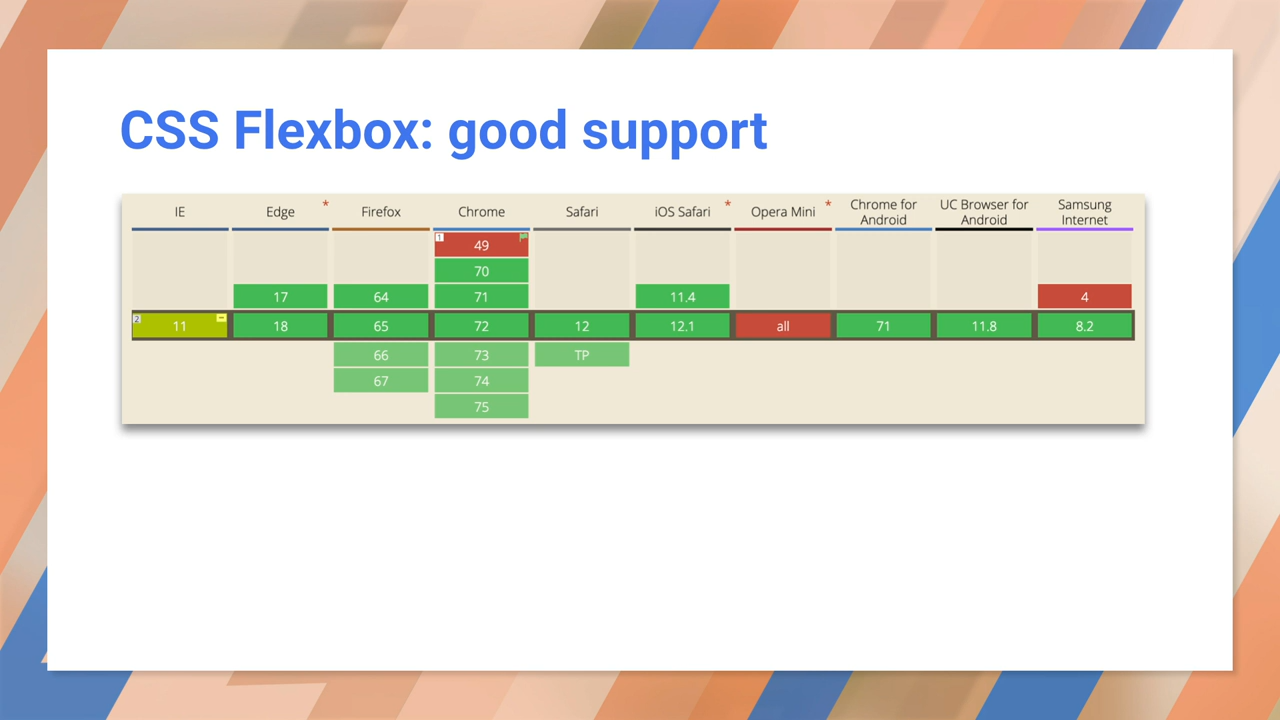 CSS Flexbox: good support
IE Edge * Firefox Chrome Safari iOS Safari * Opera Mini * Chrome for Android UC Browser for Android Samsung Internet
1 49
70
17 64 71 11.4 4
2 11 18 65 72 12 12.1 all 71 11.8 8.2
66 73 TP
67 74
75